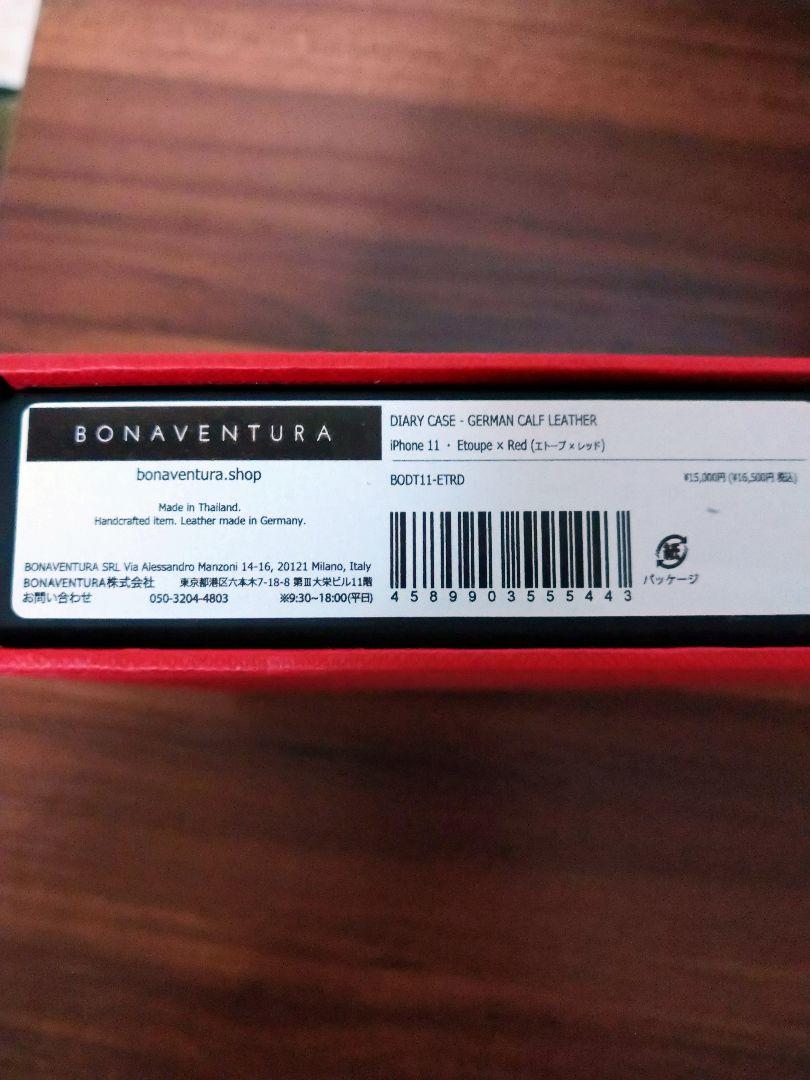 BONAVENTURA
bonaventura.shop
Made in Thailand.
Handcrafted item. Leather made in Germany.
BONAVENTURA SRL Via Alessandro Manzoni 14-16, 20121 Milano, Italy
BONAVENTURA株式会社 東京都港区六本木7-18-8 第Ⅲ大栄ビル11階
お問い合わせ 050-3204-4803 ※9:30~18:00(平日)
DIARY CASE - GERMAN CALF LEATHER
iPhone 11 ・ Etoupe × Red (エトープ × レッド)
BODT11-ETRD ¥15,000円 (¥16,500円 税込)
4589903555443
紙
パッケージ